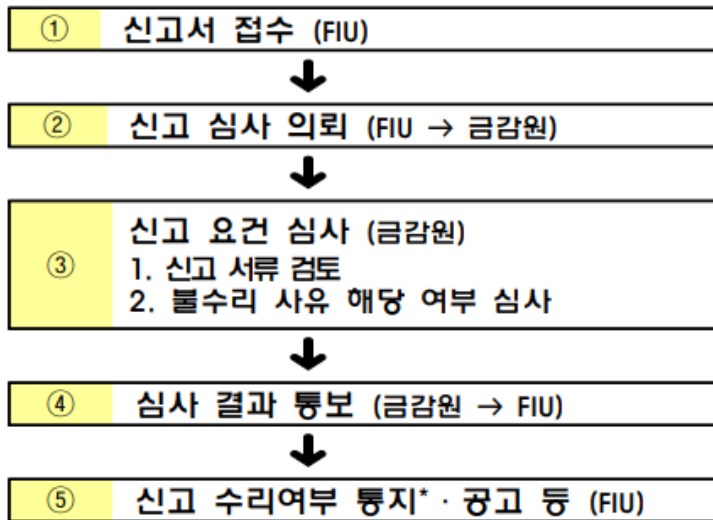 ① 신고서 접수 (FIU)
② 신고 심사 의뢰 (FIU → 금감원)
신고 요건 심사 (금감원)
③ 1. 신고 서류 검토
2. 불수리 사유 해당 여부 심사
④ 심사 결과 통보 (금감원 → FIU)
⑤ 신고 수리여부 통지* · 공고 등 (FIU)